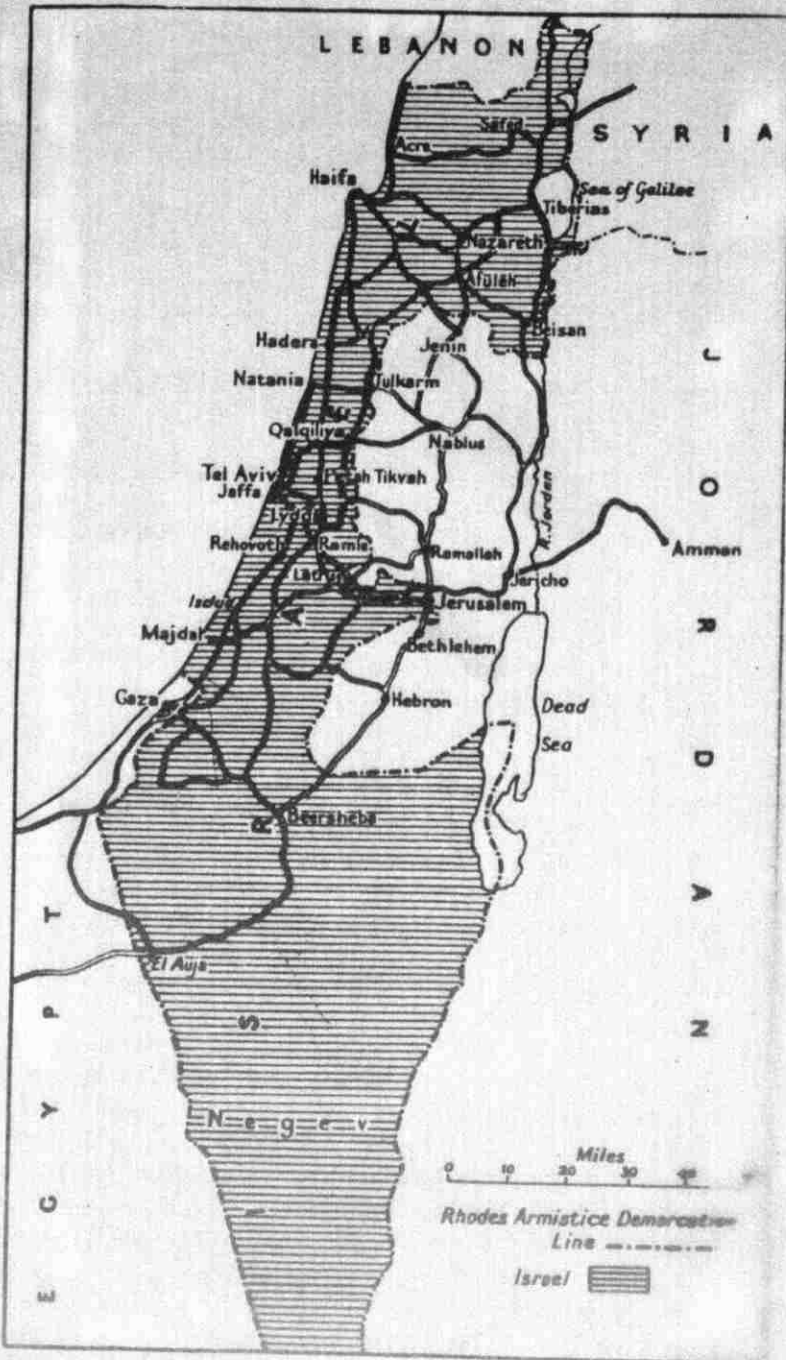 LEBANON
SYRIA
Safed
Acre
Haifa
Sea of Galilee
Tiberias
Nazareth
Afuleh
Beisan
Hadera
Jenin
Natania
Tulkarm
Qalqiliya
Nablus
Tel Aviv
Petah Tikvah
Jaffa
Lydda
R. Jordan
Rehovoth
Ramle
Ramallah
Amman
Latrun
Jericho
Isdud
Jerusalem
Majdal
Bethlehem
Gaza
Hebron
Dead
Sea
Beersheba
El Auja
Negev
ISRAEL
JORDAN
EGYPT
Miles
0 10 20 30 40
Rhodes Armistice Demarcation
Line
Israel